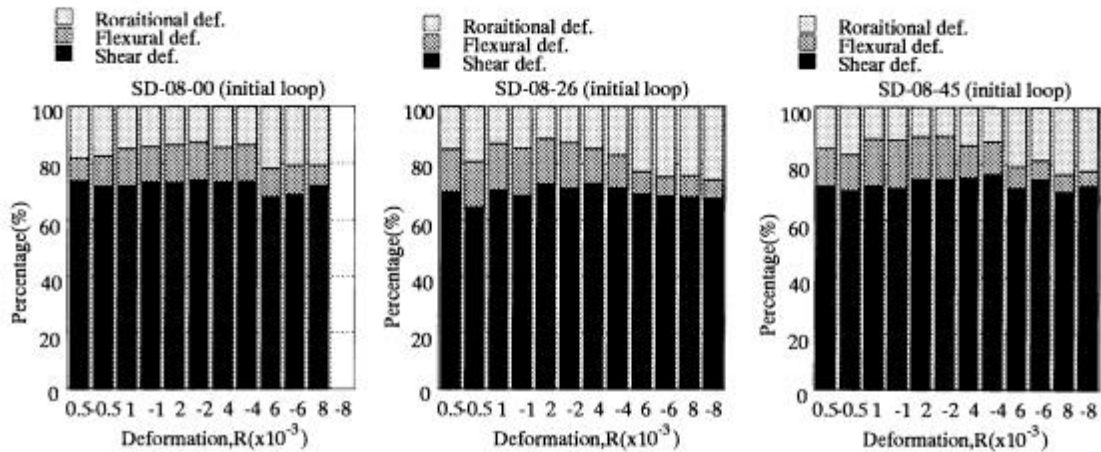 Roraitional def.
Flexural def.
Shear def.
SD-08-00 (initial loop)
100
80
60
40
20
0
Percentage(%)
0.5 -0.5 1 -1 2 -2 4 -4 6 -6 8 -8
Deformation,R(x10-3)
Roraitional def.
Flexural def.
Shear def.
SD-08-26 (initial loop)
100
80
60
40
20
0
Percentage(%)
0.5 -0.5 1 -1 2 -2 4 -4 6 -6 8 -8
Deformation,R(x10-3)
Roraitional def.
Flexural def.
Shear def.
SD-08-45 (initial loop)
100
80
60
40
20
0
Percentage(%)
0.5 -0.5 1 -1 2 -2 4 -4 6 -6 8 -8
Deformation,R(x10-3)